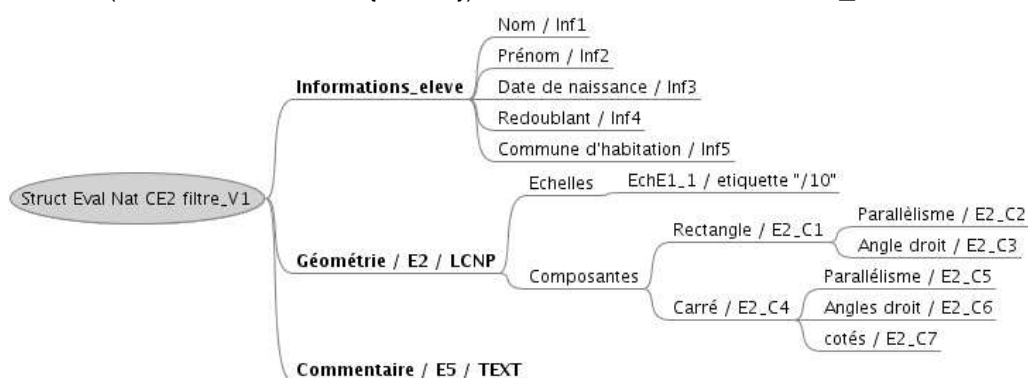 Nom / Inf1
Prénom / Inf2
Informations_eleve
Date de naissance / Inf3
Redoublant / Inf4
Commune d'habitation / Inf5
Struct Eval Nat CE2 filtre_V1
Echelles
EchE1_1 / etiquette "/10"
Géométrie / E2 / LCNP
Composantes
Rectangle / E2_C1
Parallèlisme / E2_C2
Angle droit / E2_C3
Carré / E2_C4
Parallélisme / E2_C5
Angles droit / E2_C6
cotés / E2_C7
Commentaire / E5 / TEXT